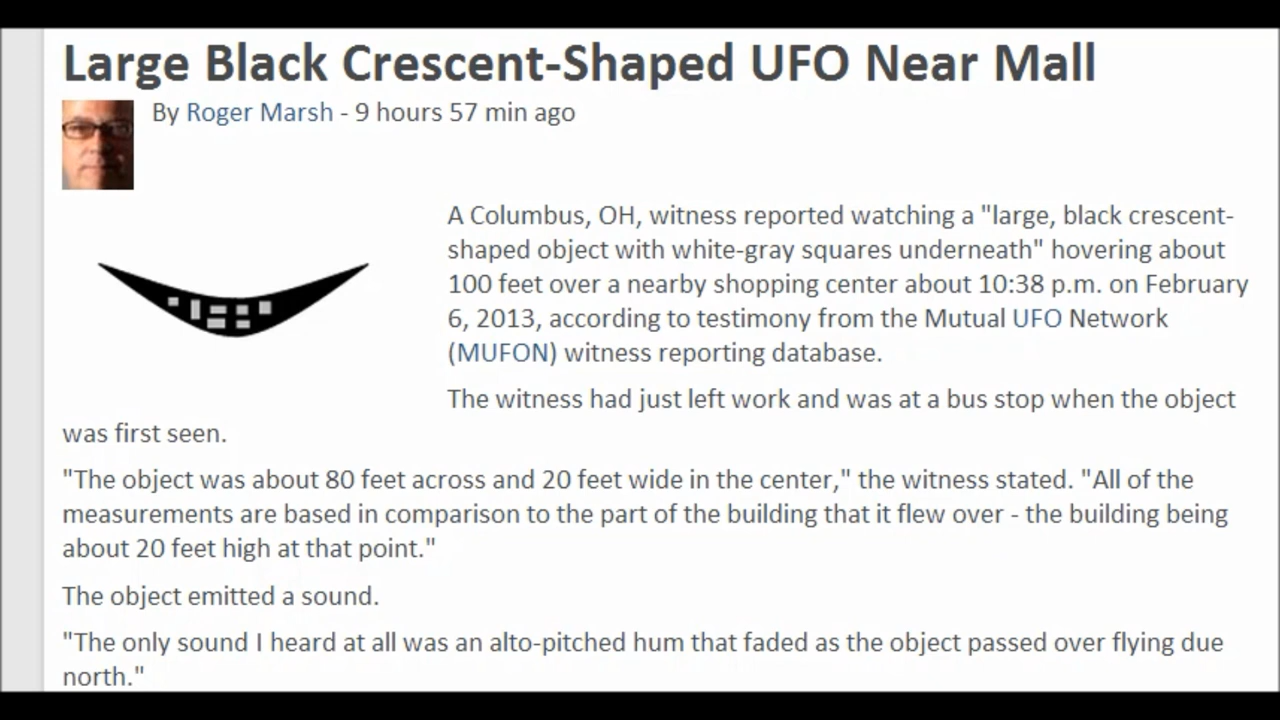 Large Black Crescent-Shaped UFO Near Mall
By Roger Marsh - 9 hours 57 min ago
A Columbus, OH, witness reported watching a "large, black crescent-
shaped object with white-gray squares underneath" hovering about
100 feet over a nearby shopping center about 10:38 p.m. on February
6, 2013, according to testimony from the Mutual UFO Network
(MUFON) witness reporting database.
The witness had just left work and was at a bus stop when the object
was first seen.
"The object was about 80 feet across and 20 feet wide in the center," the witness stated. "All of the
measurements are based in comparison to the part of the building that it flew over - the building being
about 20 feet high at that point."
The object emitted a sound.
"The only sound I heard at all was an alto-pitched hum that faded as the object passed over flying due
north."